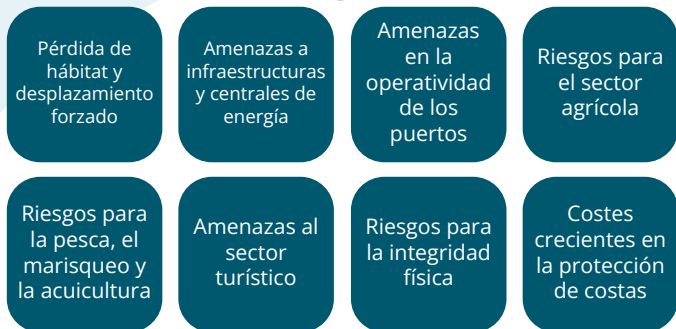 Pérdida de
hábitat y
desplazamiento
forzado
Amenazas a
infraestructuras
y centrales de
energía
Amenazas
en la
operatividad
de los
puertos
Riesgos para
el sector
agrícola
Riesgos para
la pesca, el
marisqueo y
la acuicultura
Amenazas al
sector
turístico
Riesgos para
la integridad
física
Costes
crecientes en
la protección
de costas